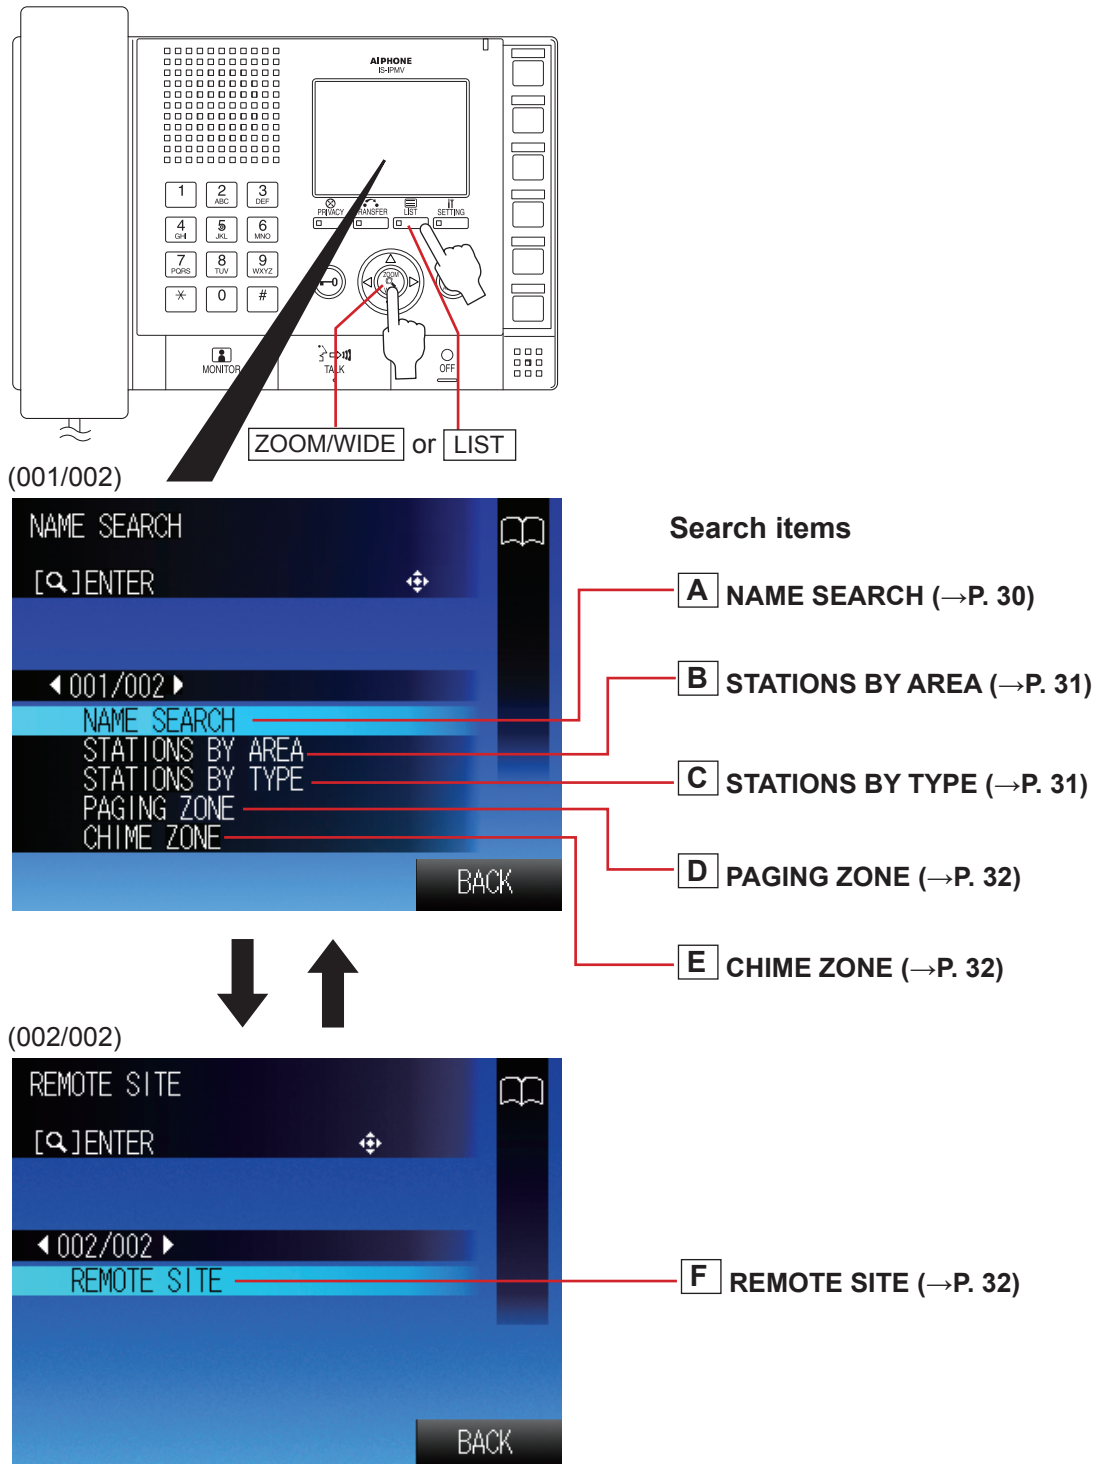 AIPHONE
IS-IPMV
1
2
ABC
3
DEF
4
GHI
5
JKL
6
MNO
7
PQRS
8
TUV
9
WXYZ
0
#
PRIVACY
TRANSFER
LIST
SETTING
ZOOM
MONITOR
TALK
OFF
ZOOM/WIDE or LIST
(001/002)
NAME SEARCH
[ ]ENTER
001/002
NAME SEARCH
STATIONS BY AREA
STATIONS BY TYPE
PAGING ZONE
CHIME ZONE
BACK
Search items
A NAME SEARCH (→P. 30)
B STATIONS BY AREA (→P. 31)
C STATIONS BY TYPE (→P. 31)
D PAGING ZONE (→P. 32)
E CHIME ZONE (→P. 32)
(002/002)
REMOTE SITE
[ ]ENTER
002/002
REMOTE SITE
BACK
F REMOTE SITE (→P. 32)